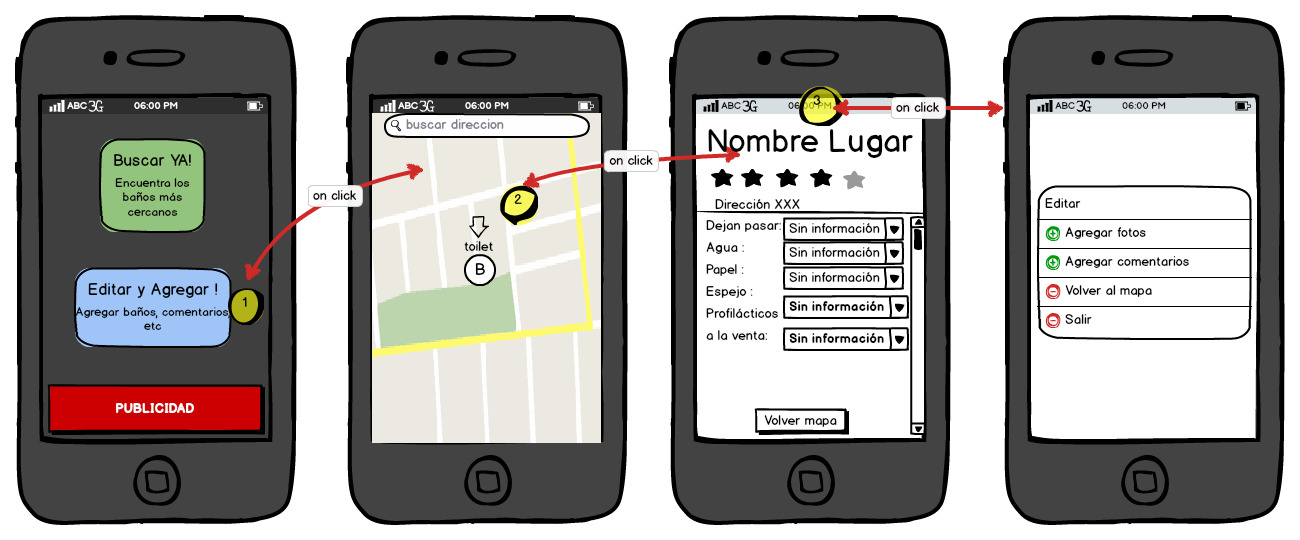 ABC 3G 06:00 PM
Buscar YA!
Encuentra los
baños más
cercanos
Editar y Agregar !
Agregar baños, comentarios,
etc
1
PUBLICIDAD
on click
ABC 3G 06:00 PM
buscar direccion
2
toilet
B
on click
ABC 3G 06:00 PM
3
Nombre Lugar
Dirección XXX
Dejan pasar: Sin información
Agua : Sin información
Papel : Sin información
Espejo : Sin información
Profilácticos
a la venta: Sin información
Volver mapa
on click
ABC 3G 06:00 PM
Editar
Agregar fotos
Agregar comentarios
Volver al mapa
Salir